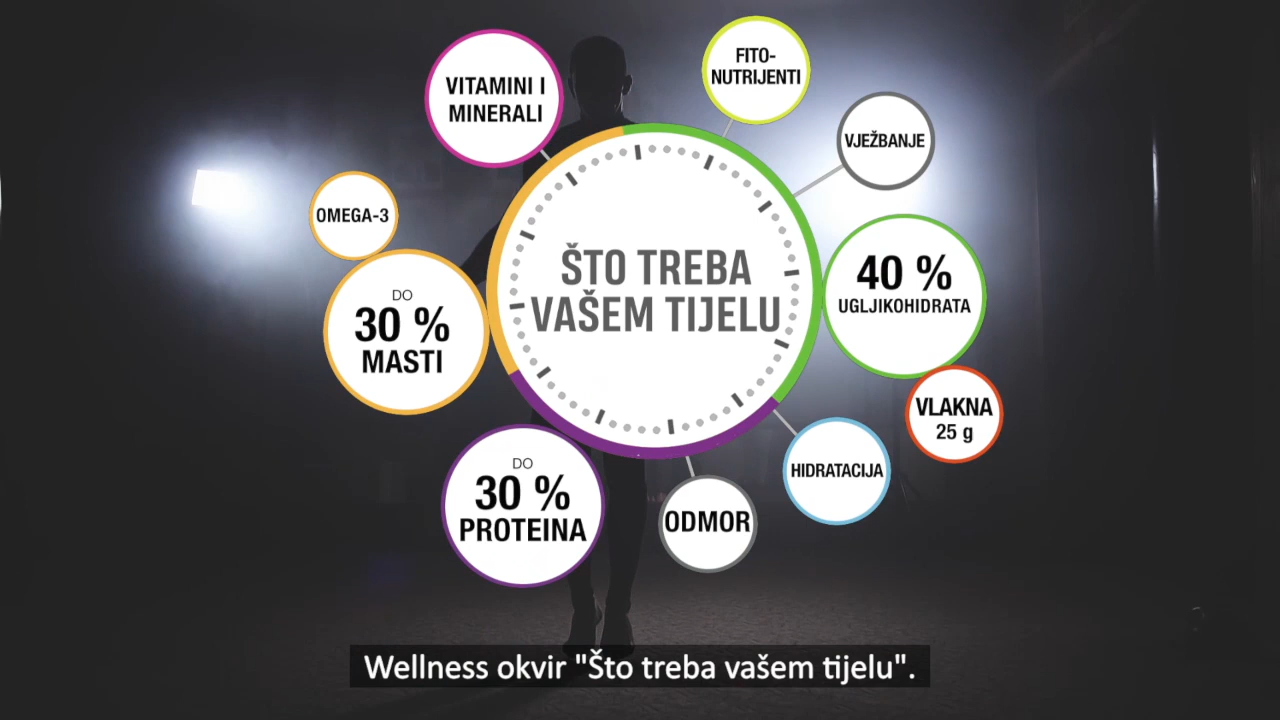 VITAMINI I
MINERALI
FITO-
NUTRIJENTI
VJEŽBANJE
OMEGA-3
DO
30 %
MASTI
ŠTO TREBA
VAŠEM TIJELU
40 %
UGLJIKOHIDRATA
VLAKNA
25 g
HIDRATACIJA
DO
30 %
PROTEINA
ODMOR
Wellness okvir "Što treba vašem tijelu".